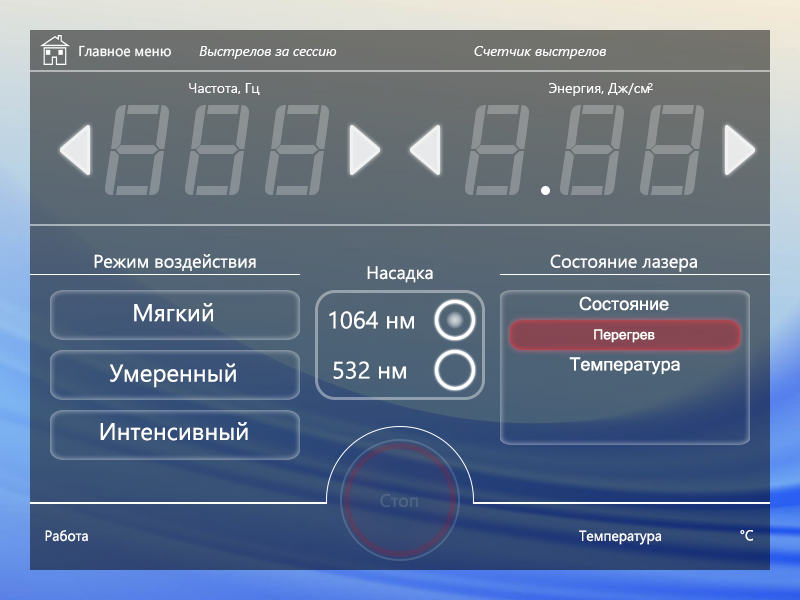 Главное меню
Выстрелов за сессию
Счетчик выстрелов
Частота, Гц
Энергия, Дж/см²
Режим воздействия
Мягкий
Умеренный
Интенсивный
Насадка
1064 нм
532 нм
Состояние лазера
Состояние
Перегрев
Температура
Стоп
Работа
Температура
°C